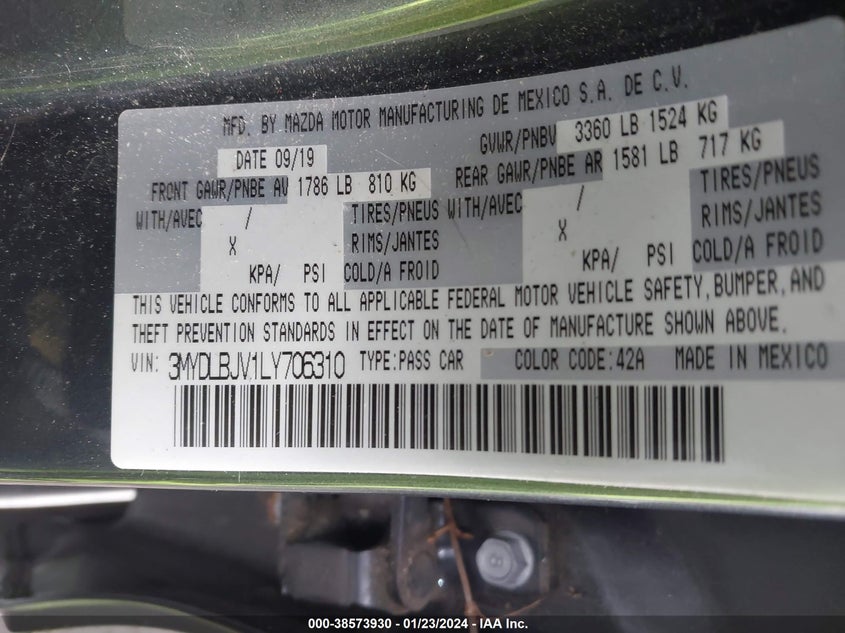 MFD. BY MAZDA MOTOR MANUFACTURING DE MEXICO S.A. DE C.V.
DATE 09/19 GVWR/PNBV 3360 LB 1524 KG
FRONT GAWR/PNBE AV 1786 LB 810 KG REAR GAWR/PNBE AR 1581 LB 717 KG
WITH/AVEC / TIRES/PNEUS WITH/AVEC / TIRES/PNEUS
X RIMS/JANTES X RIMS/JANTES
KPA/ PSI COLD/A FROID KPA/ PSI COLD/A FROID
THIS VEHICLE CONFORMS TO ALL APPLICABLE FEDERAL MOTOR VEHICLE SAFETY, BUMPER, AND
THEFT PREVENTION STANDARDS IN EFFECT ON THE DATE OF MANUFACTURE SHOWN ABOVE.
VIN: 3MYDLBJV1LY706310 TYPE:PASS CAR COLOR CODE:42A MADE IN MEXICO
000-38573930 - 01/23/2024 - IAA Inc.